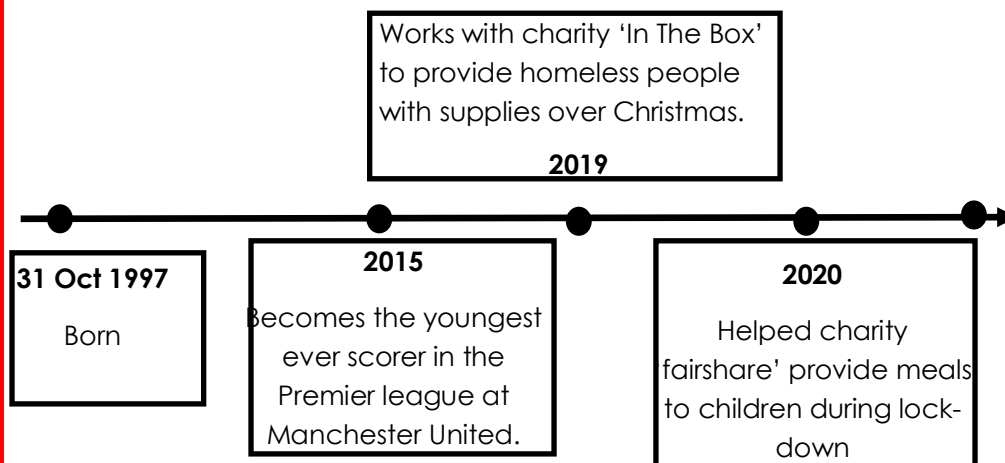 Works with charity ‘In The Box’
to provide homeless people
with supplies over Christmas.
2019
31 Oct 1997
Born
2015
Becomes the youngest
ever scorer in the
Premier league at
Manchester United.
2020
Helped charity
fairshare’ provide meals
to children during lock-
down